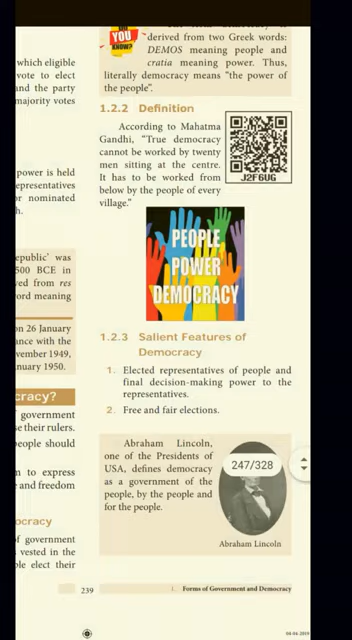 which eligible
vote to elect
and the party
majority votes
power is held
representatives
or nominated
h.
epublic' was
500 BCE in
ved from res
ord meaning
on 26 January
ance with the
vember 1949,
nuary 1950.
cracy?
government
se their rulers.
people should
m to express
e and freedom
ocracy
of government
s vested in the
ple elect their
YOU
KNOW?
derived from two Greek words:
DEMOS meaning people and
cratia meaning power. Thus,
literally democracy means “the power of
the people”.
1.2.2 Definition
According to Mahatma
Gandhi, “True democracy
cannot be worked by twenty
men sitting at the centre.
It has to be worked from
below by the people of every
village.”
J2F6UG
PEOPLE
POWER
DEMOCRACY
1.2.3 Salient Features of
Democracy
1. Elected representatives of people and
final decision-making power to the
representatives.
2. Free and fair elections.
Abraham Lincoln,
one of the Presidents of
USA, defines democracy
as a government of the
people, by the people and
for the people.
247/328
Abraham Lincoln
239
1. Forms of Government and Democracy